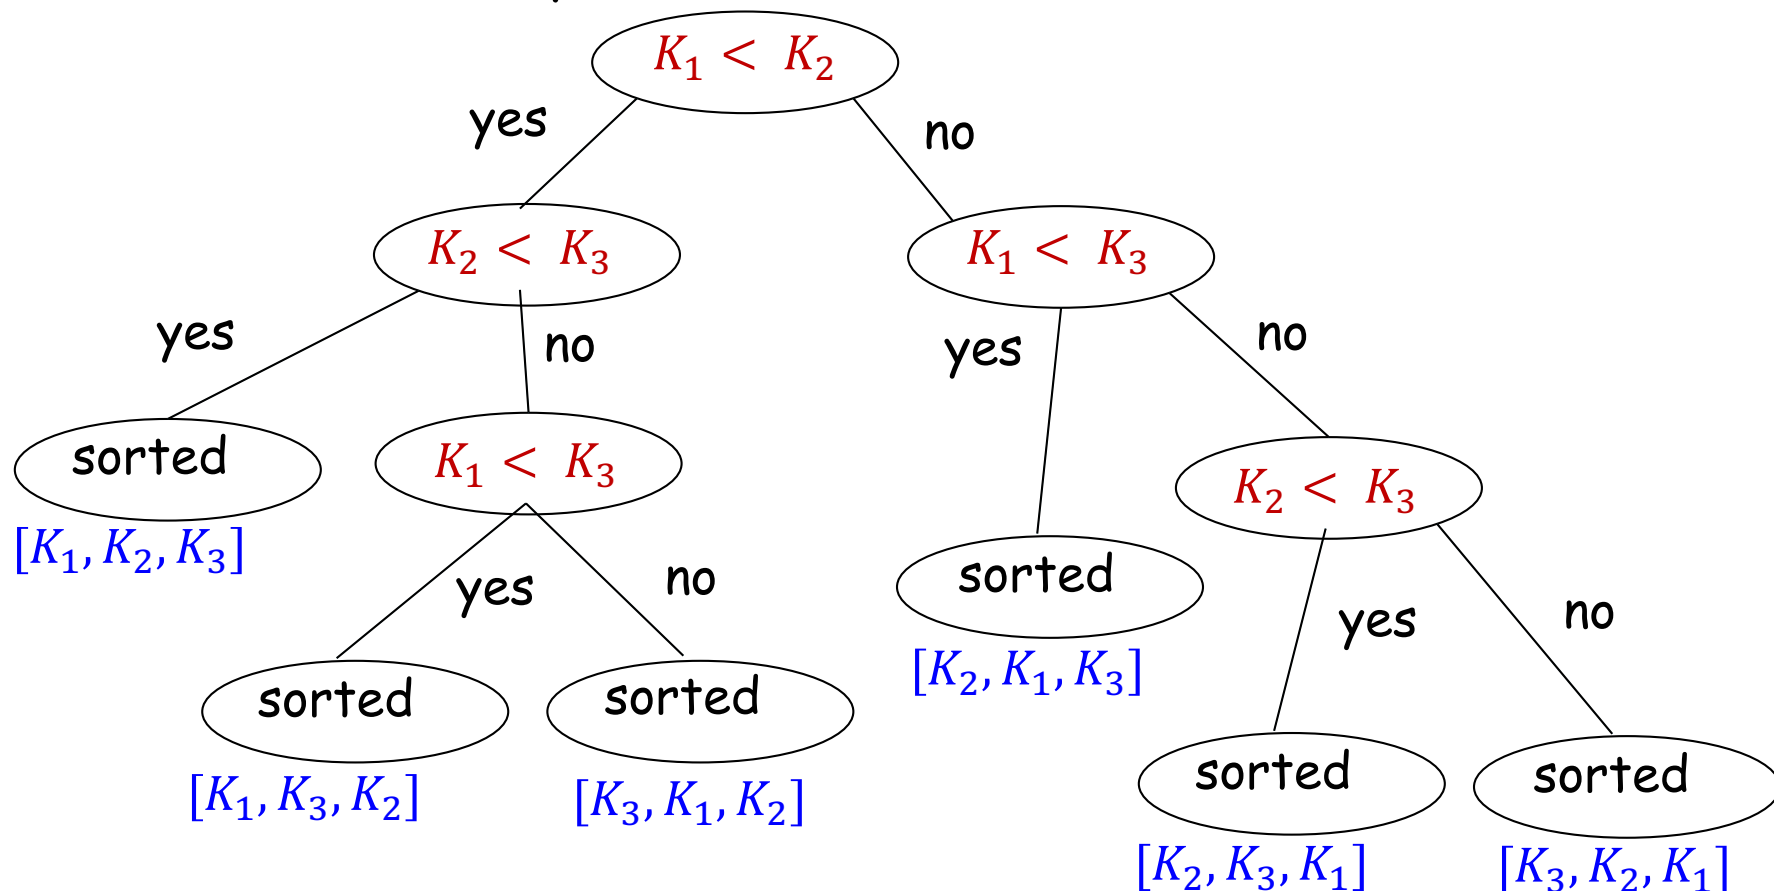 K₁ < K₂
yes
no
K₂ < K₃
K₁ < K₃
yes
no
yes
no
sorted
K₁ < K₃
K₂ < K₃
[K₁, K₂, K₃]
yes
no
sorted
yes
no
[K₂, K₁, K₃]
sorted
sorted
sorted
sorted
[K₁, K₃, K₂]
[K₃, K₁, K₂]
[K₂, K₃, K₁]
[K₃, K₂, K₁]